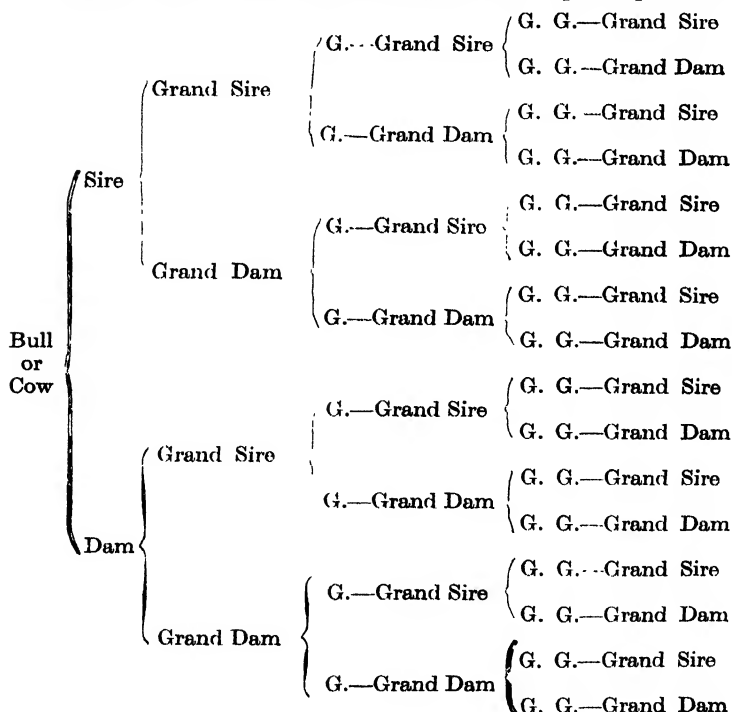 G. G.—Grand Sire
G.—Grand Sire
G. G.—Grand Dam
Grand Sire
G. G.—Grand Sire
G.—Grand Dam
G. G.—Grand Dam
Sire
G. G.—Grand Sire
G.—Grand Sire
G. G.—Grand Dam
Grand Dam
G. G.—Grand Sire
G.—Grand Dam
G. G.—Grand Dam
Bull
or
Cow
G. G.—Grand Sire
G.—Grand Sire
G. G.—Grand Dam
Grand Sire
G. G.—Grand Sire
G.—Grand Dam
G. G.—Grand Dam
Dam
G. G.—Grand Sire
G.—Grand Sire
G. G.—Grand Dam
Grand Dam
G. G.—Grand Sire
G.—Grand Dam
G. G.—Grand Dam